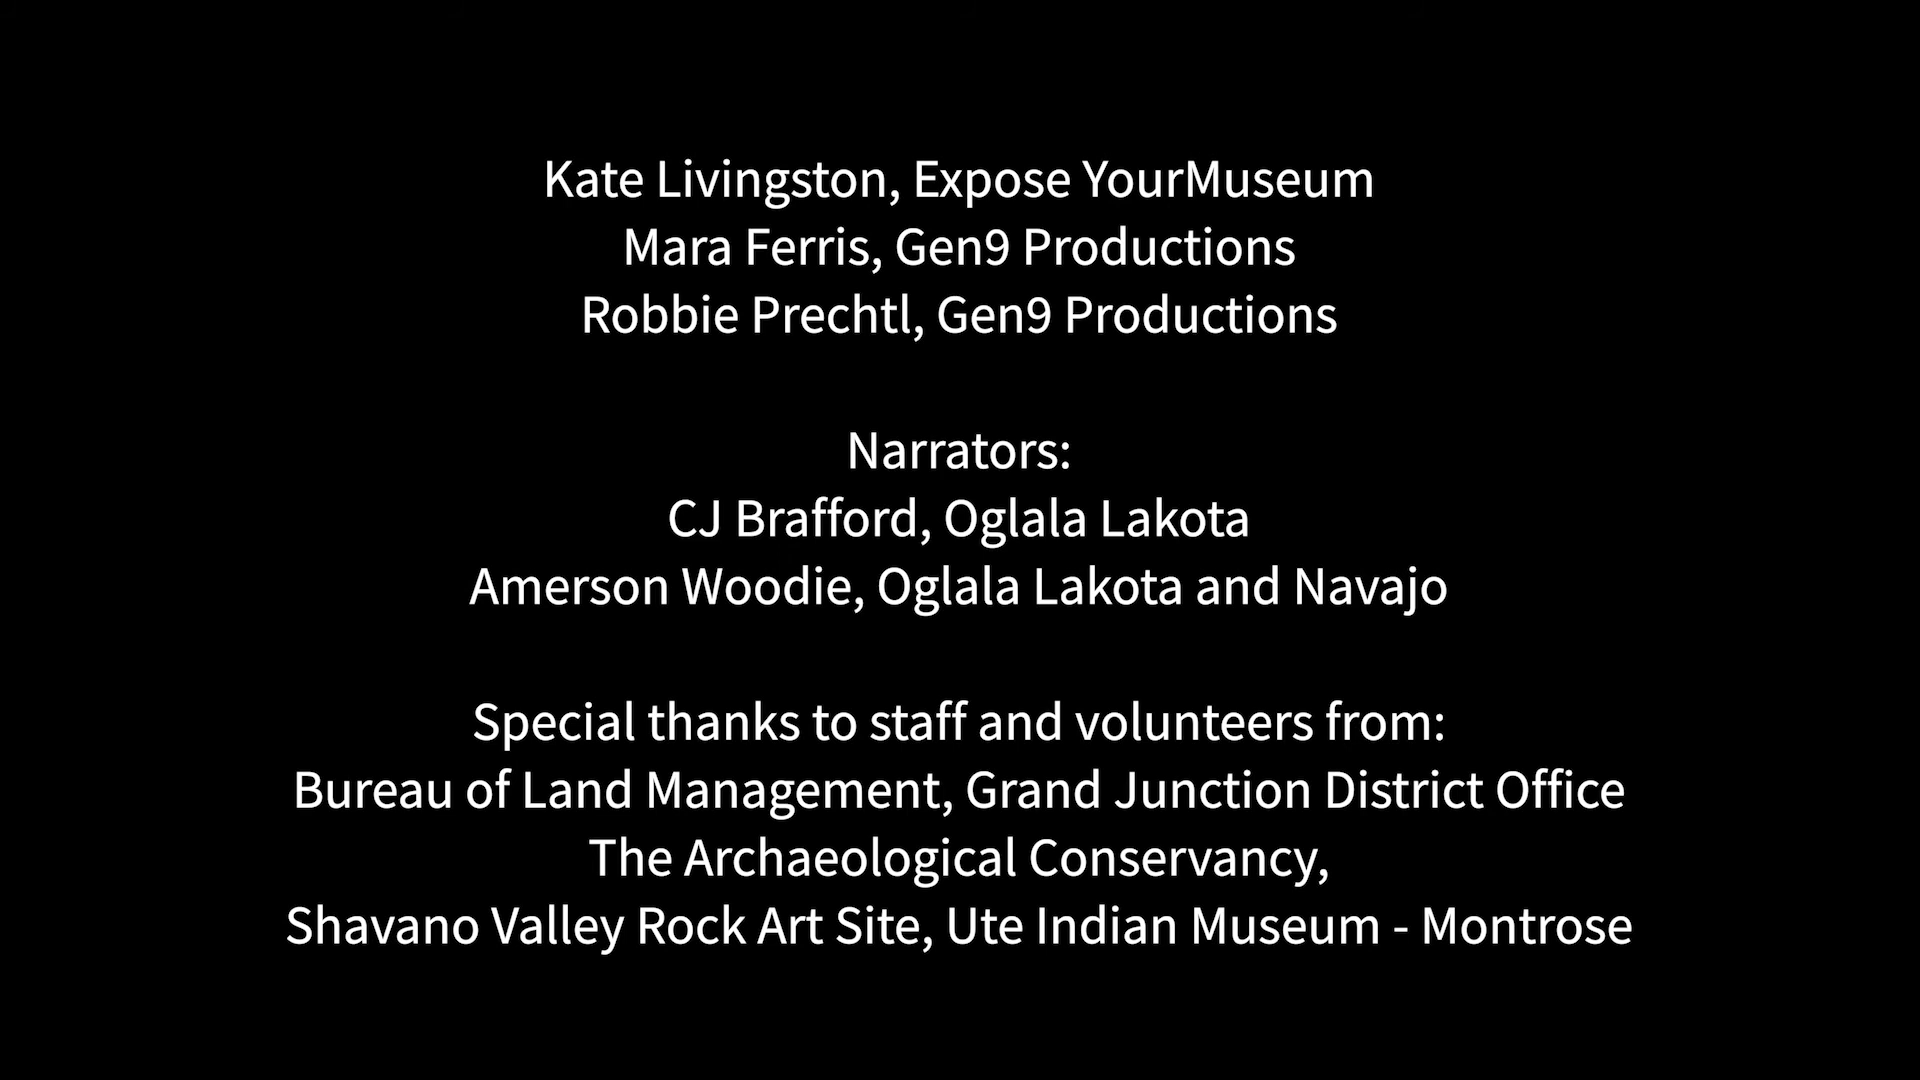 Kate Livingston, Expose YourMuseum
Mara Ferris, Gen9 Productions
Robbie Prechtl, Gen9 Productions
Narrators:
CJ Brafford, Oglala Lakota
Amerson Woodie, Oglala Lakota and Navajo
Special thanks to staff and volunteers from:
Bureau of Land Management, Grand Junction District Office
The Archaeological Conservancy,
Shavano Valley Rock Art Site, Ute Indian Museum - Montrose